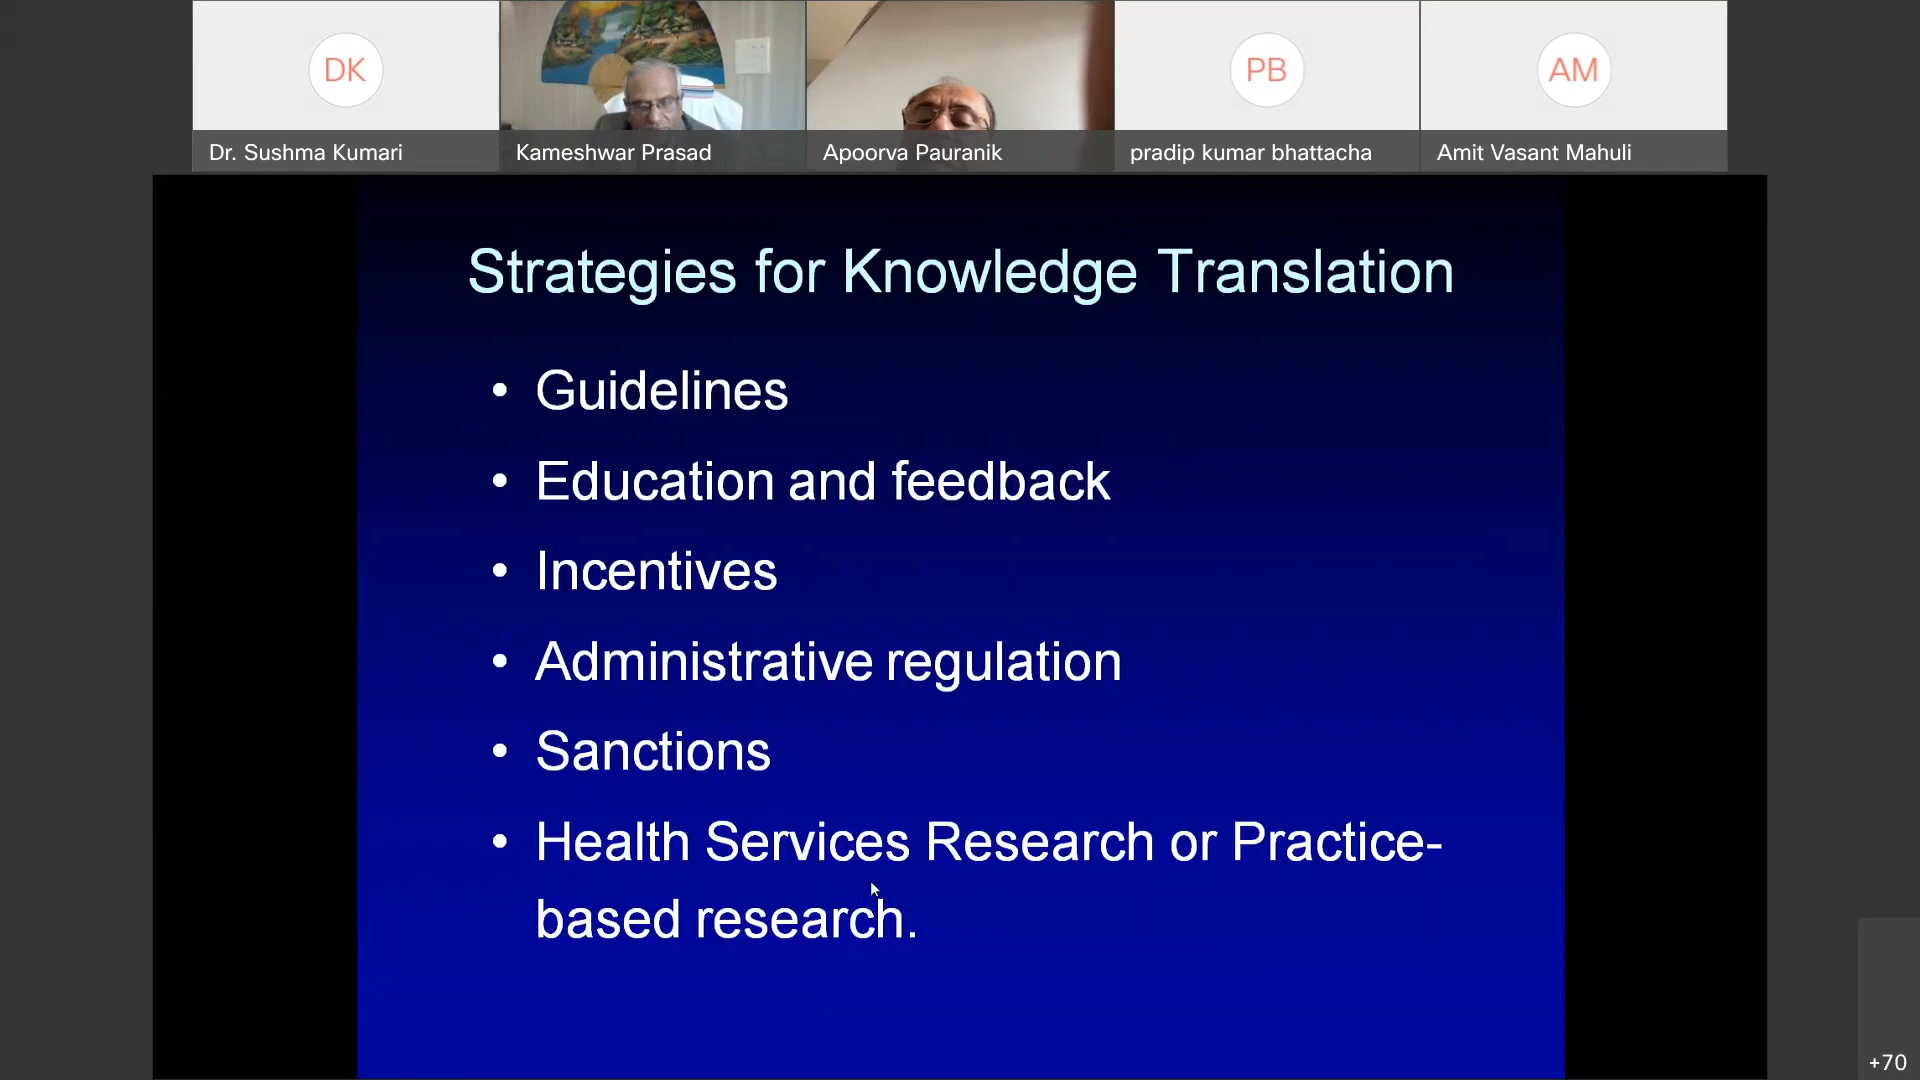 DK
PB
AM
Dr. Sushma Kumari
Kameshwar Prasad
Apoorva Pauranik
pradip kumar bhattacha
Amit Vasant Mahuli
Strategies for Knowledge Translation
• Guidelines
• Education and feedback
• Incentives
• Administrative regulation
• Sanctions
• Health Services Research or Practice-
based research.
+70